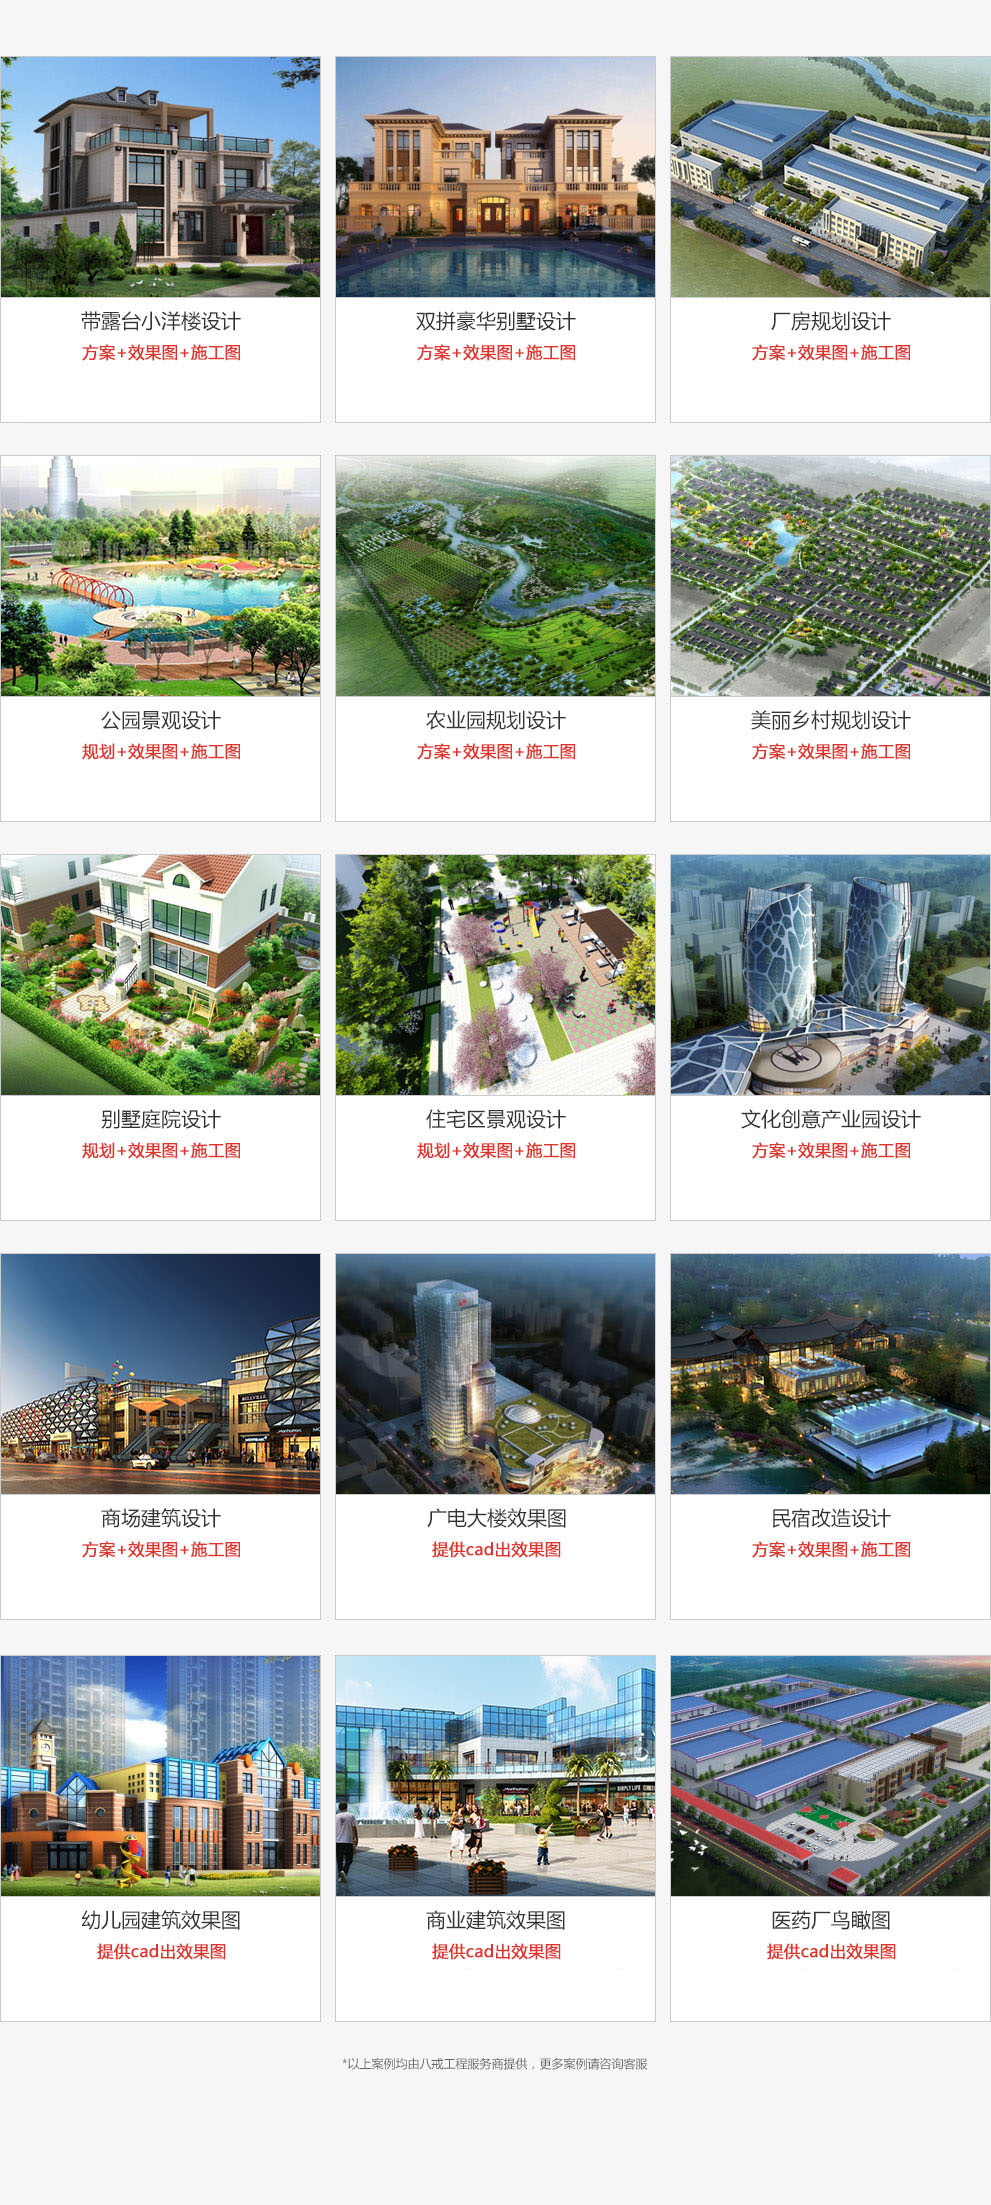 带露台小洋楼设计
方案+效果图+施工图
双拼豪华别墅设计
方案+效果图+施工图
厂房规划设计
方案+效果图+施工图
公园景观设计
规划+效果图+施工图
农业园规划设计
方案+效果图+施工图
美丽乡村规划设计
方案+效果图+施工图
别墅庭院设计
规划+效果图+施工图
住宅区景观设计
规划+效果图+施工图
文化创意产业园设计
方案+效果图+施工图
BELLVILLE
商场建筑设计
方案+效果图+施工图
广电大楼效果图
提供cad出效果图
民宿改造设计
方案+效果图+施工图
幼儿园建筑效果图
提供cad出效果图
SIMPLY LIFE
商业建筑效果图
提供cad出效果图
医药厂鸟瞰图
提供cad出效果图
*以上案例均由八戒工程服务商提供，更多案例请咨询客服